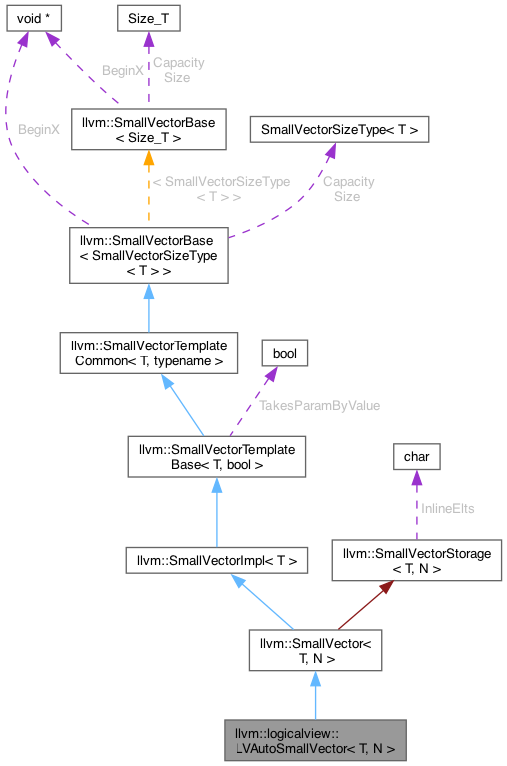 void *
Size_T
BeginX
Capacity
Size
llvm::SmallVectorBase
< Size_T >
SmallVectorSizeType< T >
BeginX
< SmallVectorSizeType
< T > >
Capacity
Size
llvm::SmallVectorBase
< SmallVectorSizeType
< T > >
llvm::SmallVectorTemplate
Common< T, typename >
bool
TakesParamByValue
llvm::SmallVectorTemplate
Base< T, bool >
char
InlineElts
llvm::SmallVectorImpl< T >
llvm::SmallVectorStorage
< T, N >
llvm::SmallVector<
T, N >
llvm::logicalview::
LVAutoSmallVector< T, N >